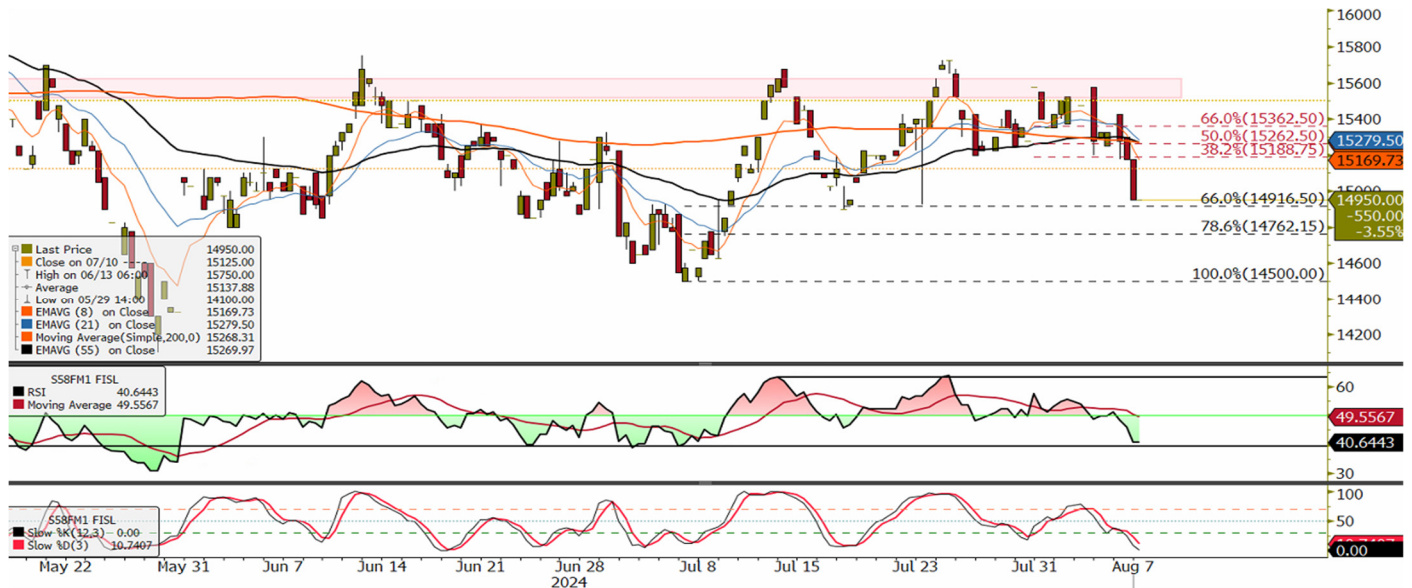 16000
15800
15600
15400
66.0%(15362.50)
50.0%(15262.50)
38.2%(15188.75)
15279.50
15169.73
15000
66.0%(14916.50)
14950.00
-550.00
-3.55%
78.6%(14762.15)
14600
100.0%(14500.00)
14400
14200
Last Price 14950.00
Close on 07/10 15125.00
High on 06/13 06:00 15750.00
Average 15137.88
Low on 05/29 14:00 14100.00
EMAVG (8) on Close 15169.73
EMAVG (21) on Close 15279.50
Moving Average(Simple,200,0) 15268.31
EMAVG (55) on Close 15269.97
S58FM1 FISL
RSI 40.6443
Moving Average 49.5567
60
49.5567
40.6443
30
S58FM1 FISL
Slow %K(12,3) 0.00
Slow %D(3) 10.7407
100
50
0.00
May 22 May 31 Jun 7 Jun 14 Jun 21 Jun 28 Jul 8 Jul 15 Jul 23 Jul 31 Aug 7
2024